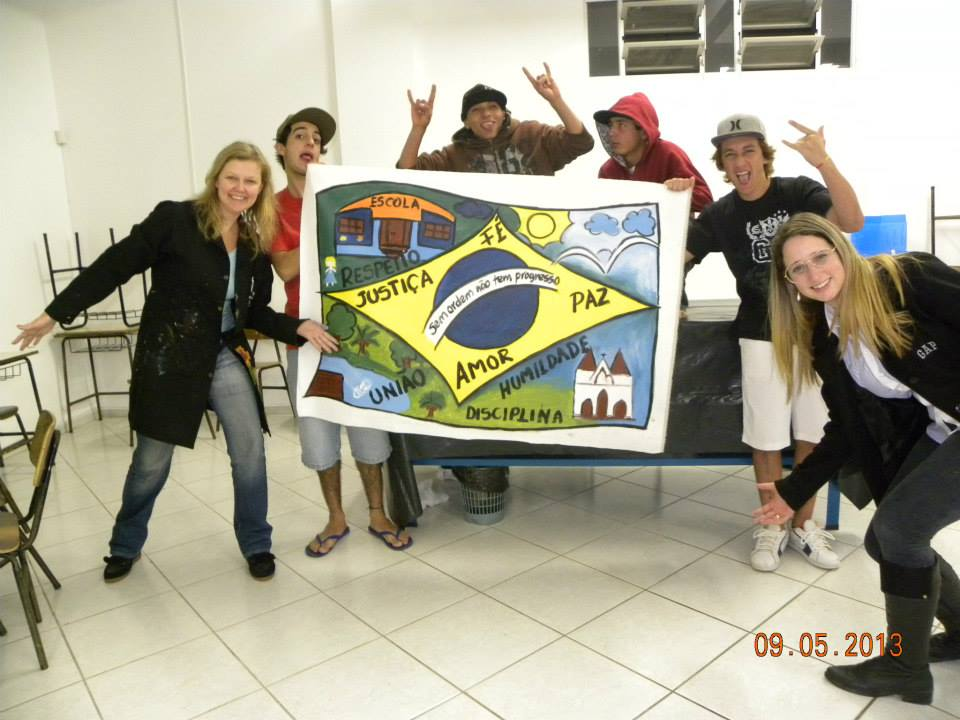 ESCOLA
RESPEITO
FÉ
JUSTIÇA
Sem ordem não tem progresso
PAZ
AMOR
UNIÃO
HUMILDADE
DISCIPLINA
GAP
09.05.2013